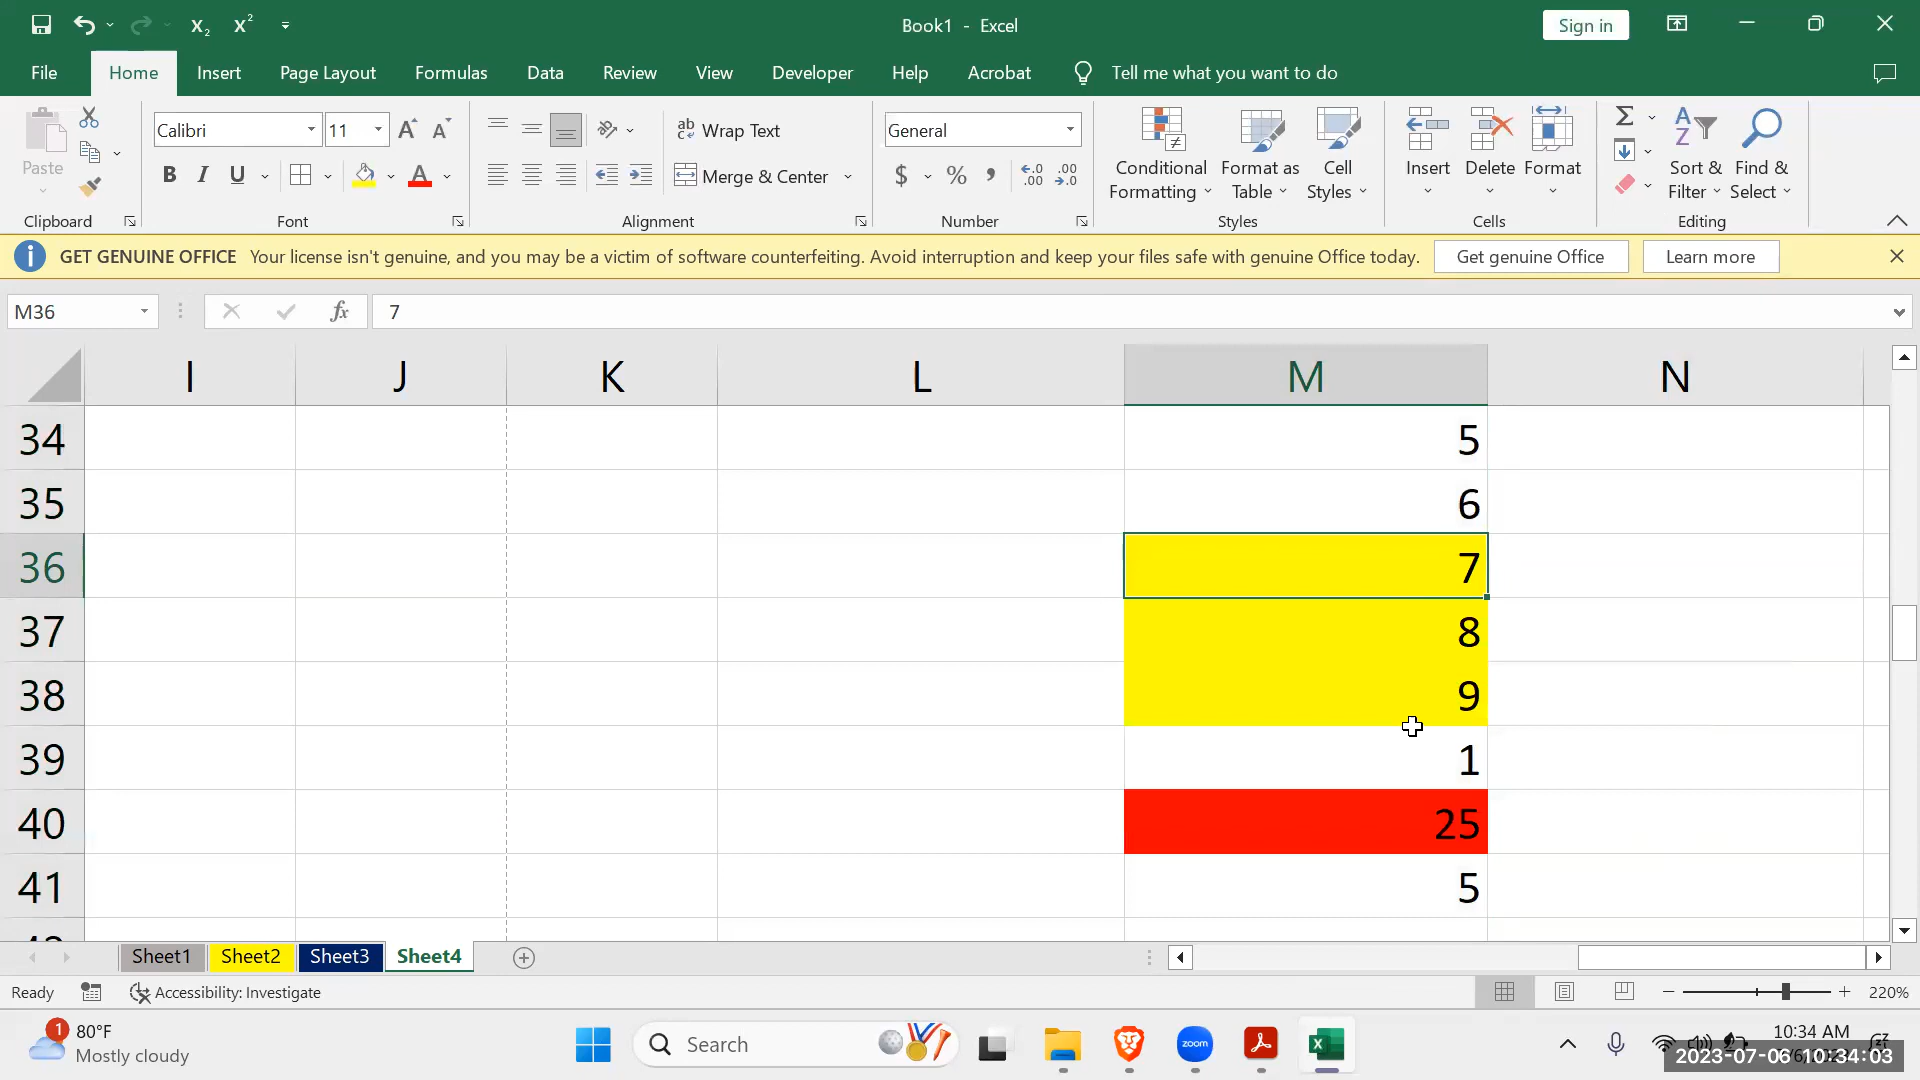 Book1 - Excel
Sign in
File Home Insert Page Layout Formulas Data Review View Developer Help Acrobat Tell me what you want to do
Paste
Clipboard
Calibri 11
B I U
Font
Wrap Text
Merge & Center
Alignment
General
$ % ,
Number
Conditional Formatting
Format as Table
Cell Styles
Styles
Insert
Delete
Format
Cells
Sort & Filter
Find & Select
Editing
GET GENUINE OFFICE Your license isn't genuine, and you may be a victim of software counterfeiting. Avoid interruption and keep your files safe with genuine Office today. Get genuine Office Learn more
M36 fx 7
I J K L M N
34 5
35 6
36 7
37 8
38 9
39 1
40 25
41 5
Sheet1 Sheet2 Sheet3 Sheet4
Ready Accessibility: Investigate 220%
1 80°F
Mostly cloudy
Search
zoom
10:34 AM
2023-07-06 10:34:03